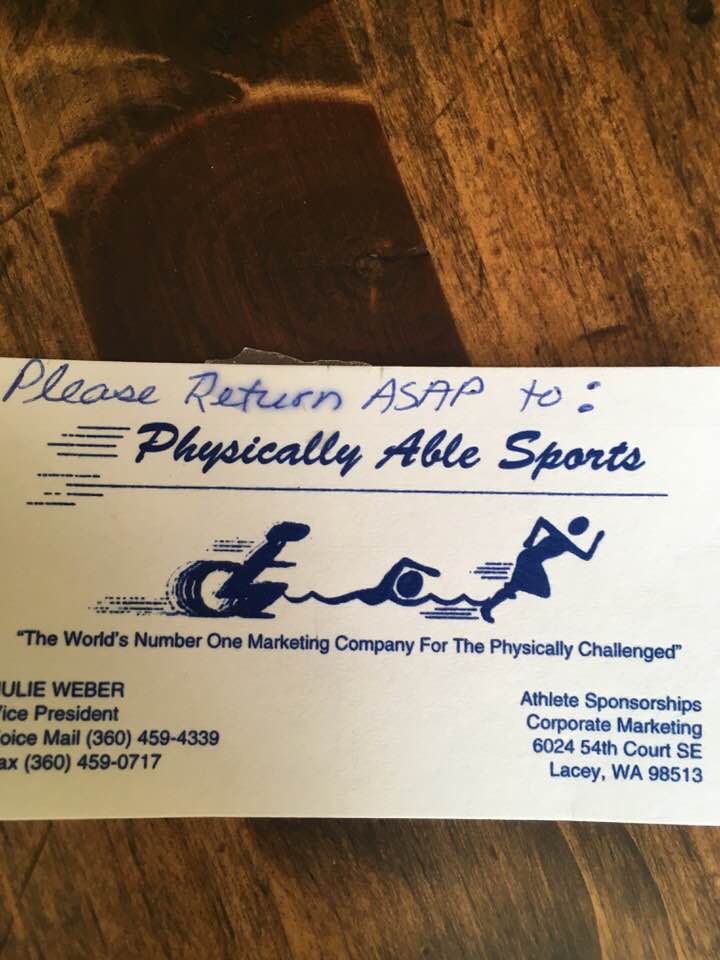 Please Return ASAP to:
Physically Able Sports
"The World's Number One Marketing Company For The Physically Challenged"
ULIE WEBER
ice President
oice Mail (360) 459-4339
ax (360) 459-0717
Athlete Sponsorships
Corporate Marketing
6024 54th Court SE
Lacey, WA 98513